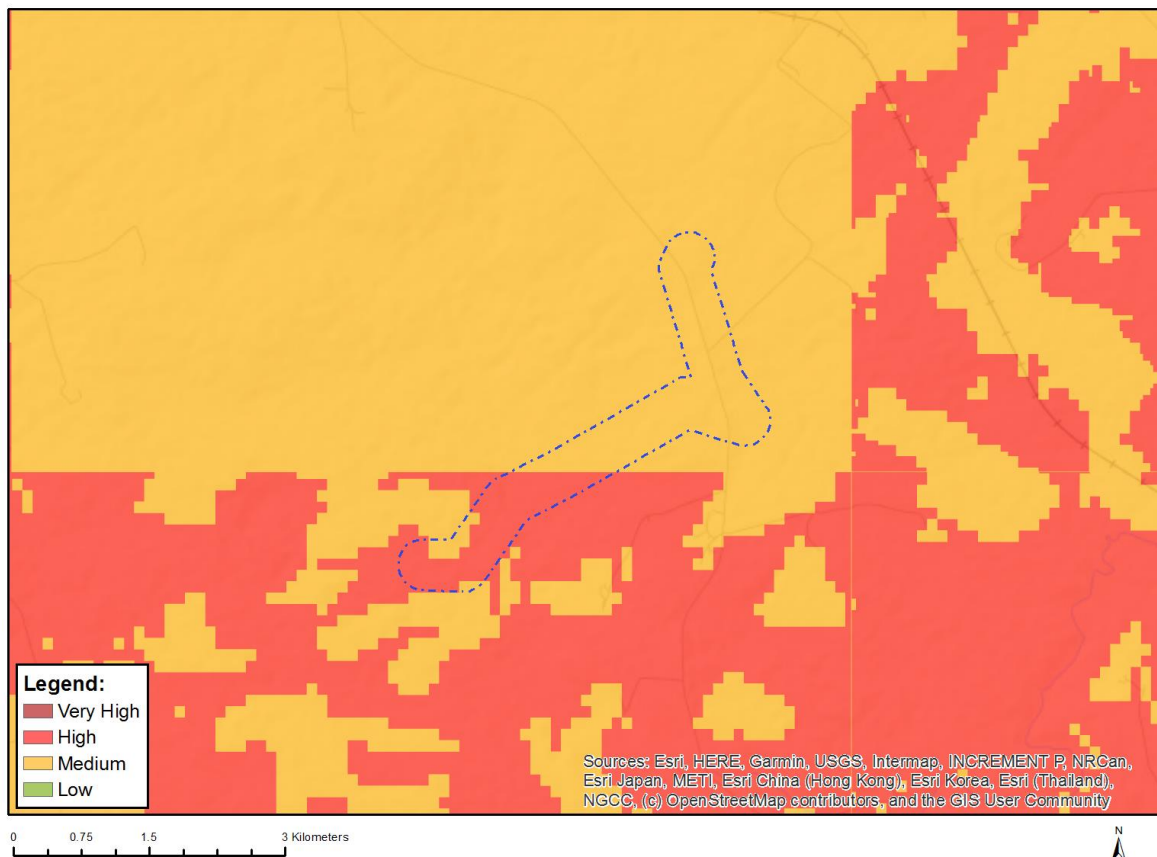 Legend:
Very High
High
Medium
Low
Sources: Esri, HERE, Garmin, USGS, Intermap, INCREMENT P, NRCan,
Esri Japan, METI, Esri China (Hong Kong), Esri Korea, Esri (Thailand),
NGCC, (c) OpenStreetMap contributors, and the GIS User Community
0 0.75 1.5 3 Kilometers
N